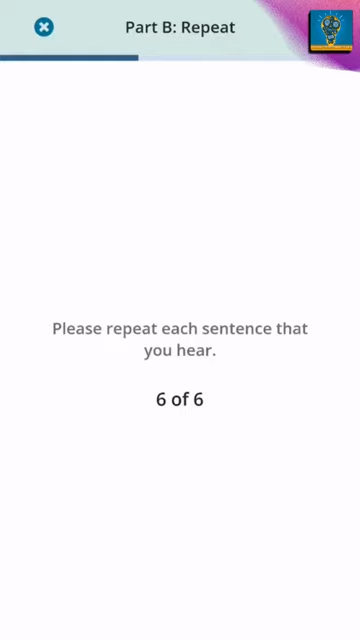 Part B: Repeat
Please repeat each sentence that
you hear.
6 of 6